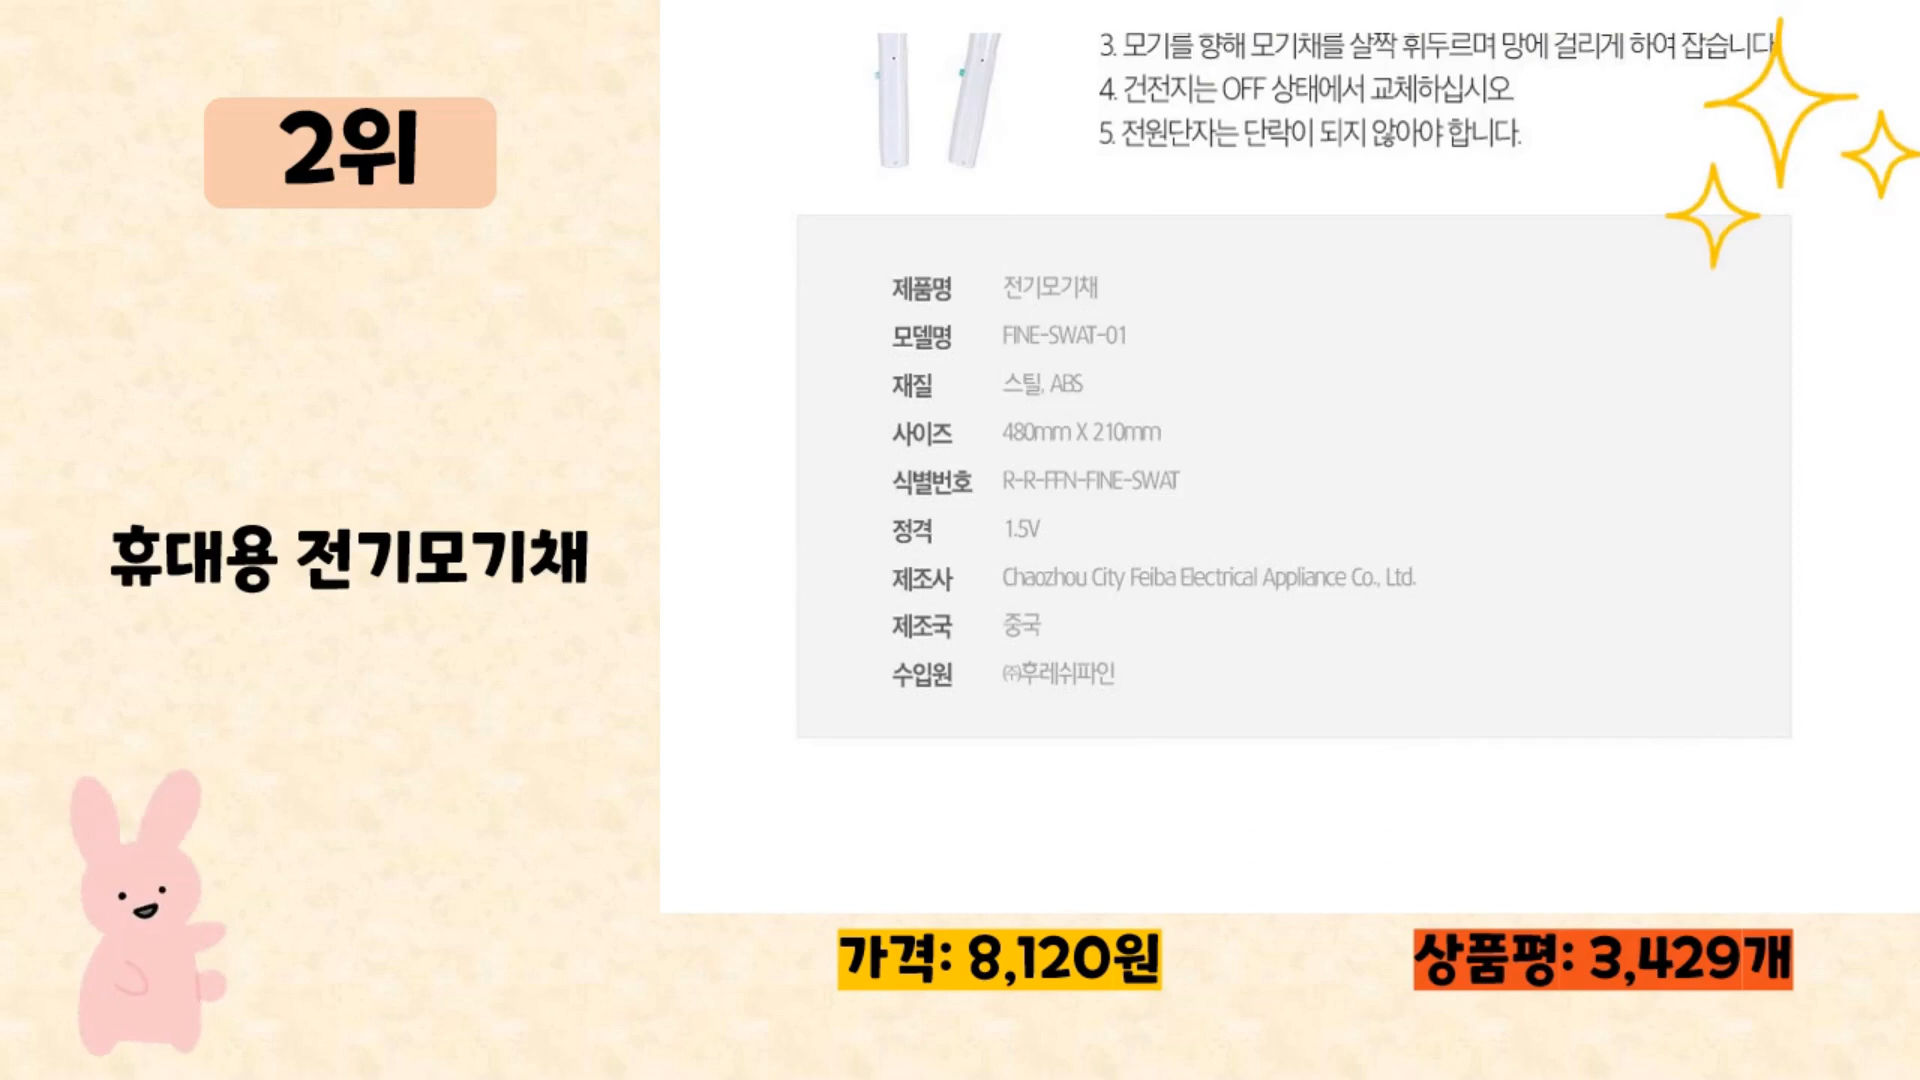 2위
휴대용 전기모기채
3. 모기를 향해 모기채를 살짝 휘두르며 망에 걸리게 하여 잡습니다
4. 건전지는 OFF 상태에서 교체하십시오
5. 전원단자는 단락이 되지 않아야 합니다.
제품명 전기모기채
모델명 FINE-SWAT-01
재질 스틸, ABS
사이즈 480mm X 210mm
식별번호 R-R-FFN-FINE-SWAT
정격 1.5V
제조사 Chaozhou City Feiba Electrical Appliance Co., Ltd.
제조국 중국
수입원 ㈜후레쉬파인
가격: 8,120원
상품평: 3,429개